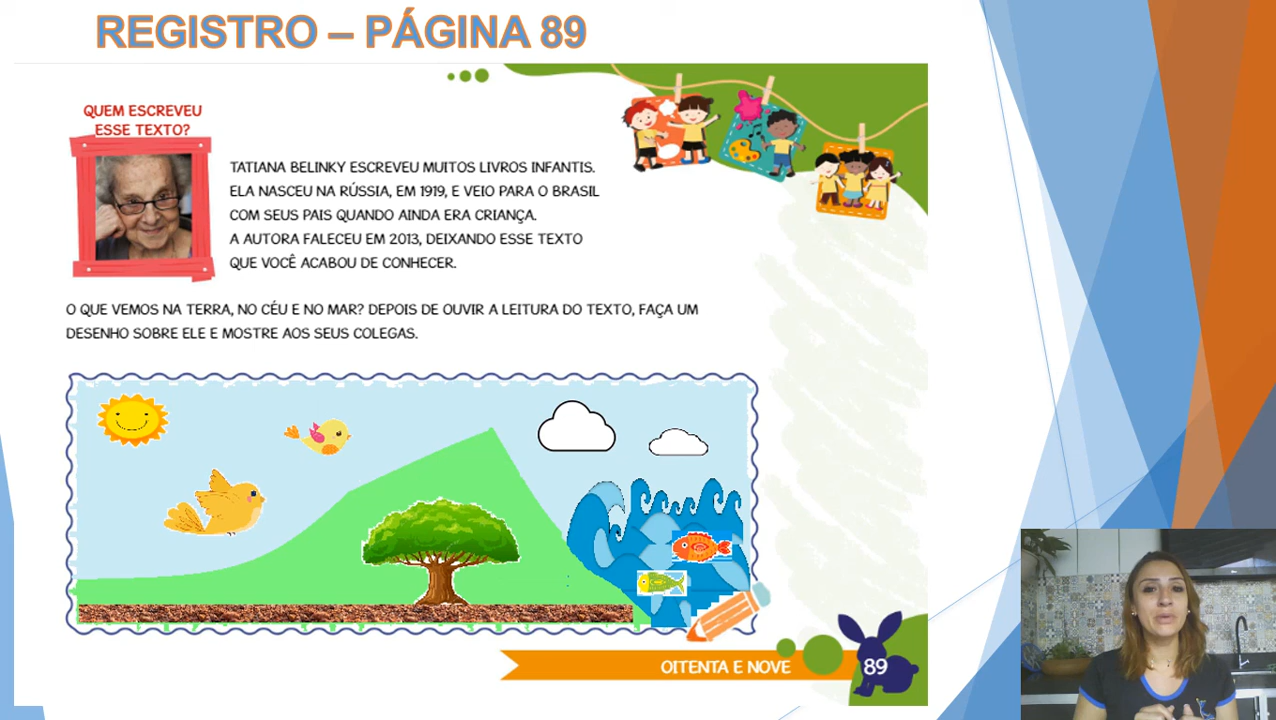 REGISTRO – PÁGINA 89
QUEM ESCREVEU
ESSE TEXTO?
TATIANA BELINKY ESCREVEU MUITOS LIVROS INFANTIS.
ELA NASCEU NA RÚSSIA, EM 1919, E VEIO PARA O BRASIL
COM SEUS PAIS QUANDO AINDA ERA CRIANÇA.
A AUTORA FALECEU EM 2013, DEIXANDO ESSE TEXTO
QUE VOCÊ ACABOU DE CONHECER.
O QUE VEMOS NA TERRA, NO CÉU E NO MAR? DEPOIS DE OUVIR A LEITURA DO TEXTO, FAÇA UM
DESENHO SOBRE ELE E MOSTRE AOS SEUS COLEGAS.
OITENTA E NOVE
89